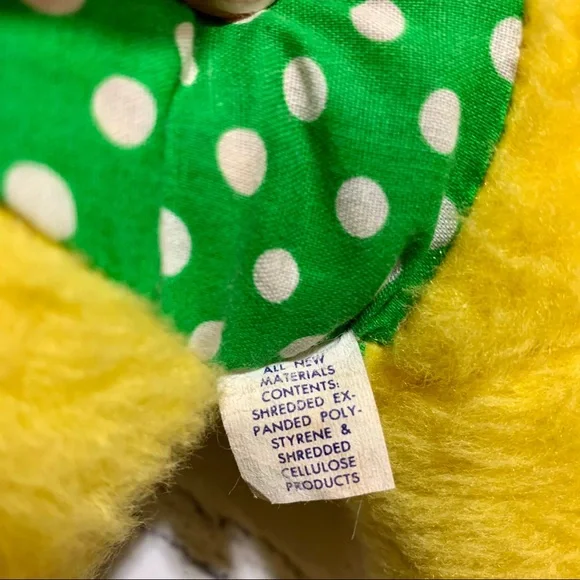 ALL NEW
MATERIALS
CONTENTS:
SHREDDED EX-
PANDED POLY-
STYRENE &
SHREDDED
CELLULOSE
PRODUCTS